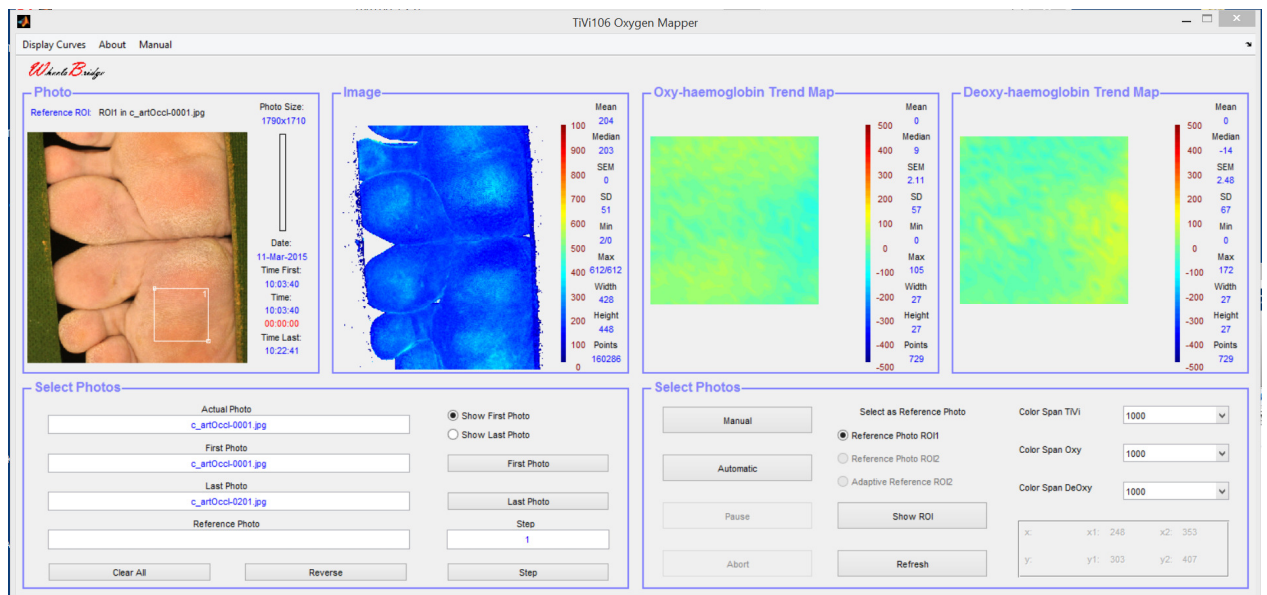 TiVi106 Oxygen Mapper
Display Curves About Manual
WheelsBridge
Photo
Reference ROI: ROI1 in c_artOccl-0001.jpg
Photo Size:
1790x1710
1
Date:
11-Mar-2015
Time First:
10:03:40
Time:
10:03:40
00:00:00
Time Last:
10:22:41
Image
100
900
800
700
600
500
400
300
200
100
0
Mean
204
Median
203
SEM
0
SD
51
Min
2/0
Max
612/612
Width
428
Height
448
Points
160286
Oxy-haemoglobin Trend Map
500
400
300
200
100
0
-100
-200
-300
-400
-500
Mean
0
Median
9
SEM
2.11
SD
57
Min
0
Max
105
Width
27
Height
27
Points
729
Deoxy-haemoglobin Trend Map
500
400
300
200
100
0
-100
-200
-300
-400
-500
Mean
0
Median
-14
SEM
2.48
SD
67
Min
0
Max
172
Width
27
Height
27
Points
729
Select Photos
Actual Photo
c_artOccl-0001.jpg
First Photo
c_artOccl-0001.jpg
Last Photo
c_artOccl-0201.jpg
Reference Photo
Clear All
Reverse
Show First Photo
Show Last Photo
First Photo
Last Photo
Step
1
Step
Select Photos
Manual
Automatic
Pause
Abort
Select as Reference Photo
Reference Photo ROI1
Reference Photo ROI2
Adaptive Reference ROI2
Show ROI
Refresh
Color Span TiVi 1000
Color Span Oxy 1000
Color Span DeOxy 1000
x: x1: 248 x2: 353
y: y1: 303 y2: 407